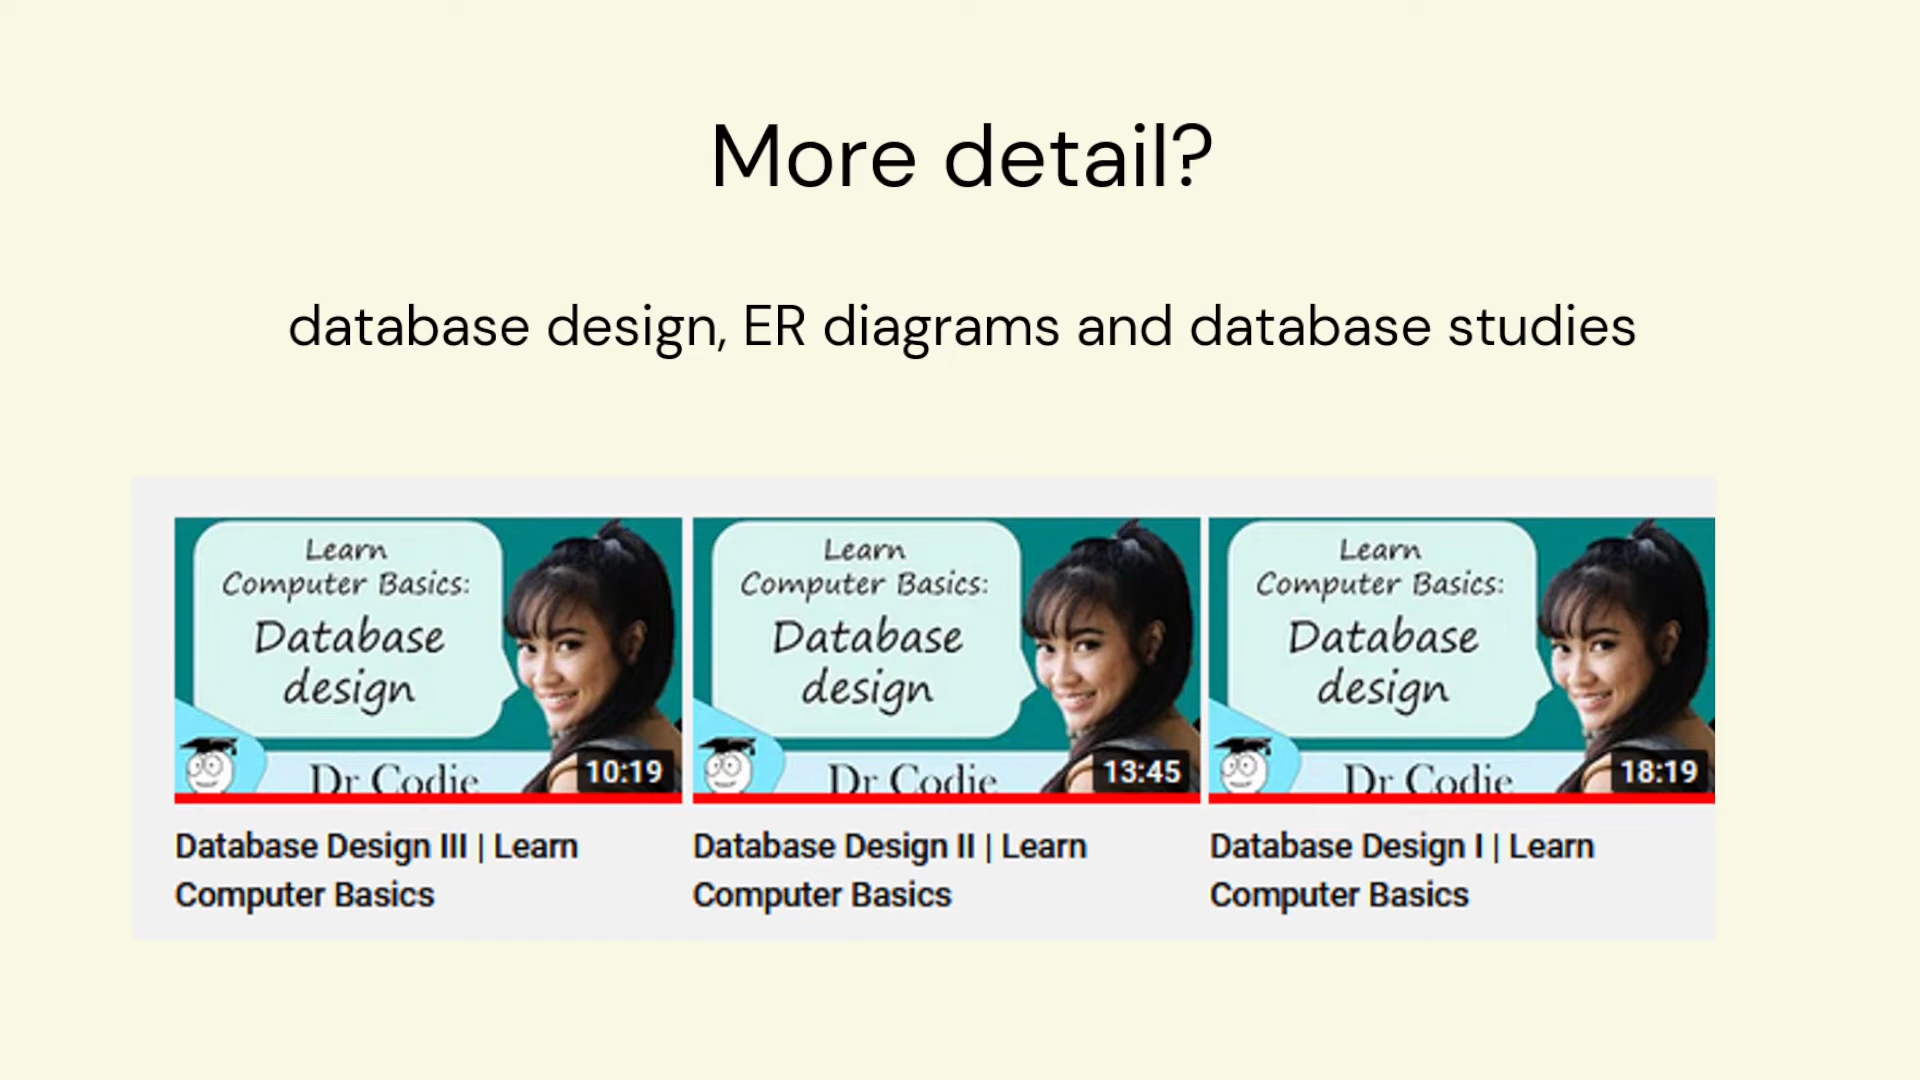 More detail?
database design, ER diagrams and database studies
Learn
Computer Basics:
Database
design
Dr Codie
10:19
Database Design III | Learn
Computer Basics
Learn
Computer Basics:
Database
design
Dr Codie
13:45
Database Design II | Learn
Computer Basics
Learn
Computer Basics:
Database
design
Dr Codie
18:19
Database Design I | Learn
Computer Basics